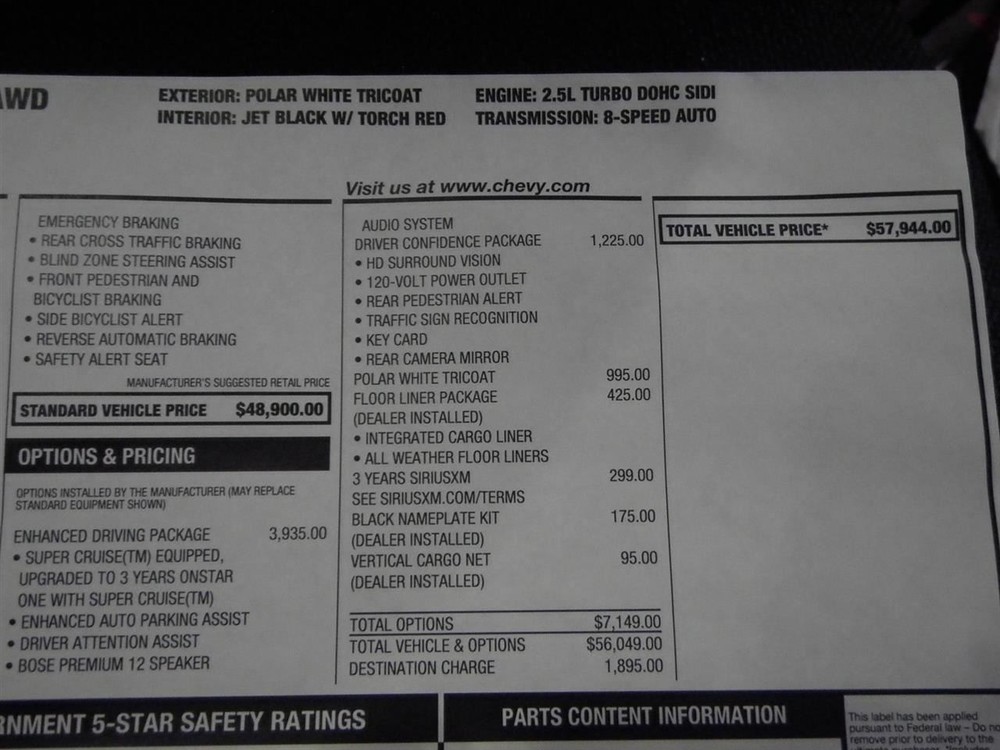 AWD
EXTERIOR: POLAR WHITE TRICOAT
INTERIOR: JET BLACK W/ TORCH RED
ENGINE: 2.5L TURBO DOHC SIDI
TRANSMISSION: 8-SPEED AUTO
Visit us at www.chevy.com
EMERGENCY BRAKING
• REAR CROSS TRAFFIC BRAKING
• BLIND ZONE STEERING ASSIST
• FRONT PEDESTRIAN AND
BICYCLIST BRAKING
• SIDE BICYCLIST ALERT
• REVERSE AUTOMATIC BRAKING
• SAFETY ALERT SEAT
MANUFACTURER'S SUGGESTED RETAIL PRICE
STANDARD VEHICLE PRICE $48,900.00
OPTIONS & PRICING
OPTIONS INSTALLED BY THE MANUFACTURER (MAY REPLACE
STANDARD EQUIPMENT SHOWN)
ENHANCED DRIVING PACKAGE 3,935.00
• SUPER CRUISE(TM) EQUIPPED,
UPGRADED TO 3 YEARS ONSTAR
ONE WITH SUPER CRUISE(TM)
• ENHANCED AUTO PARKING ASSIST
• DRIVER ATTENTION ASSIST
• BOSE PREMIUM 12 SPEAKER
AUDIO SYSTEM
DRIVER CONFIDENCE PACKAGE 1,225.00
• HD SURROUND VISION
• 120-VOLT POWER OUTLET
• REAR PEDESTRIAN ALERT
• TRAFFIC SIGN RECOGNITION
• KEY CARD
• REAR CAMERA MIRROR
POLAR WHITE TRICOAT 995.00
FLOOR LINER PACKAGE 425.00
(DEALER INSTALLED)
• INTEGRATED CARGO LINER
• ALL WEATHER FLOOR LINERS
3 YEARS SIRIUSXM 299.00
SEE SIRIUSXM.COM/TERMS
BLACK NAMEPLATE KIT 175.00
(DEALER INSTALLED)
VERTICAL CARGO NET 95.00
(DEALER INSTALLED)
TOTAL OPTIONS $7,149.00
TOTAL VEHICLE & OPTIONS $56,049.00
DESTINATION CHARGE 1,895.00
TOTAL VEHICLE PRICE* $57,944.00
RNMENT 5-STAR SAFETY RATINGS
PARTS CONTENT INFORMATION
This label has been applied
pursuant to Federal law – Do no
remove prior to delivery to the